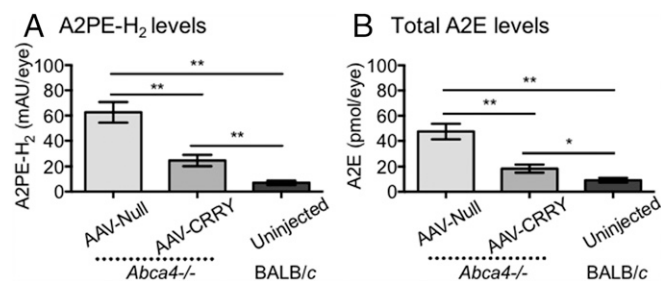 A A2PE-H2 levels
A2PE-H2 (mAU/eye)
100
80
60
40
20
0
**
**
**
AAV-Null
AAV-CRRY
Uninjected
Abca4-/-
BALB/c
B Total A2E levels
A2E (pmol/eye)
100
80
60
40
20
0
**
**
*
AAV-Null
AAV-CRRY
Uninjected
Abca4-/-
BALB/c